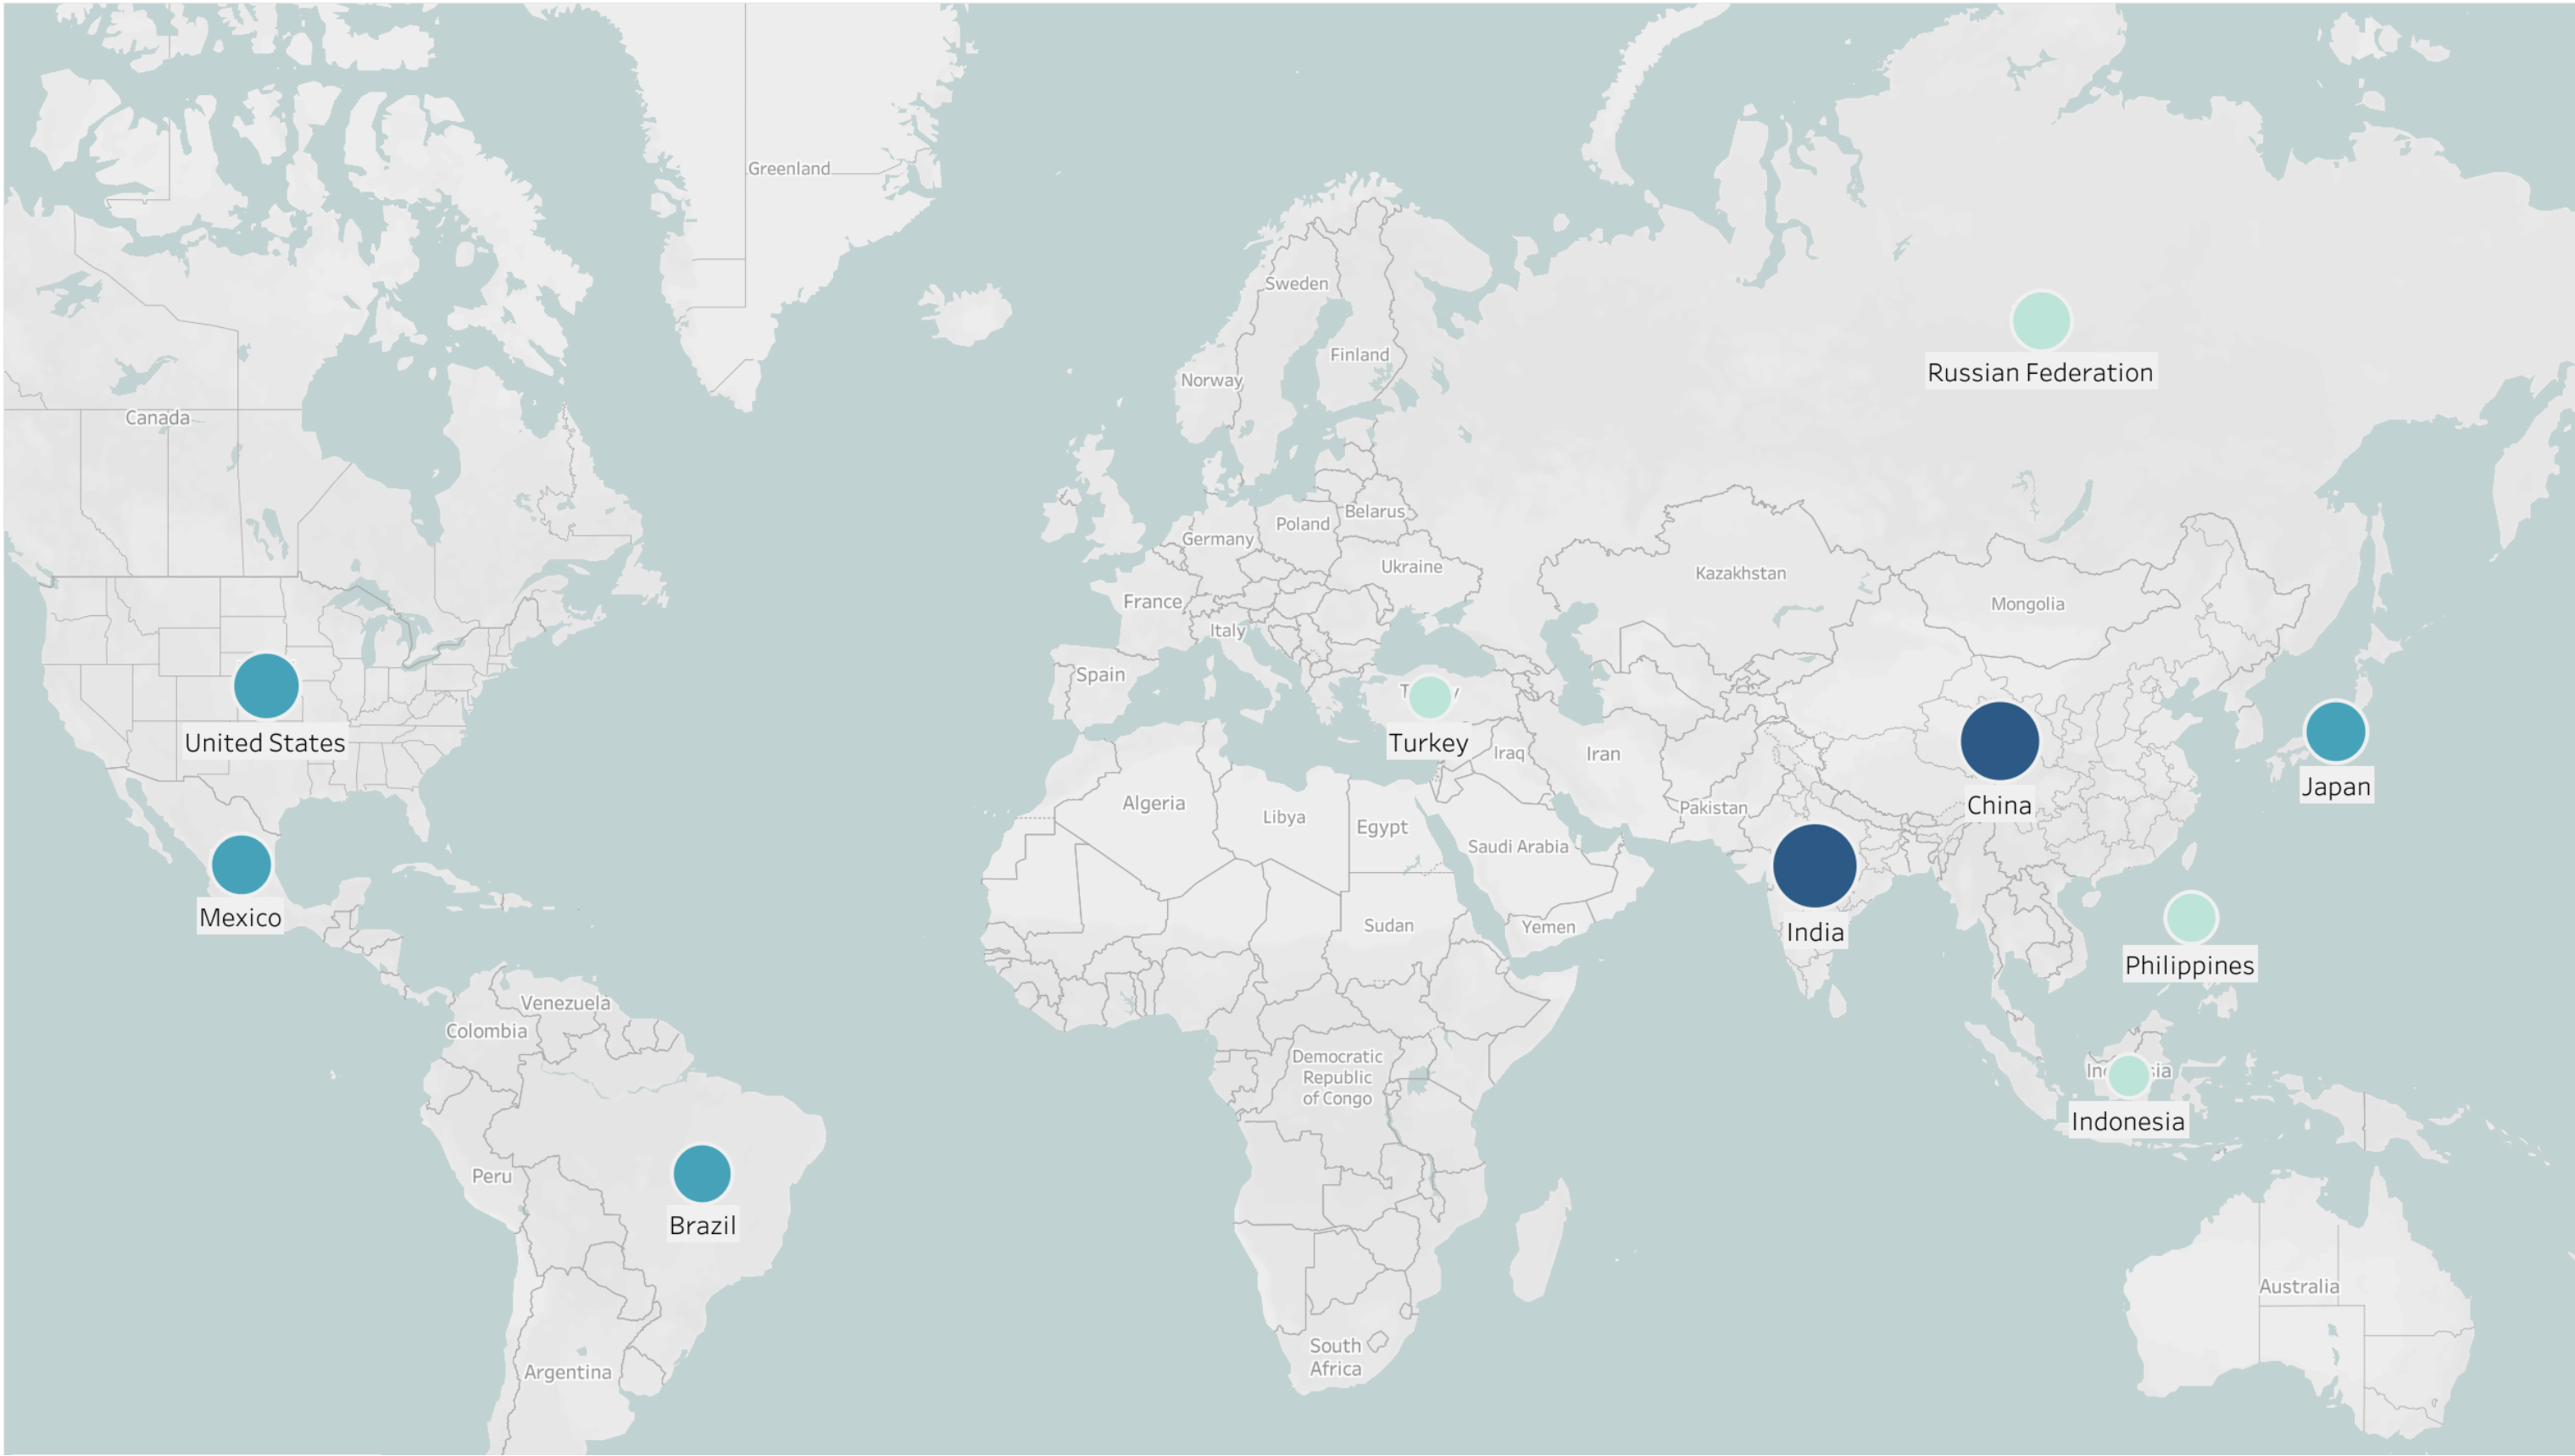 Greenland
Sweden
Finland
Norway
Russian Federation
Canada
Belarus
Poland
Germany
Ukraine
Kazakhstan
France
Mongolia
Italy
Spain
United States
Turkey
Iraq
Iran
Japan
China
Pakistan
Algeria
Libya
Egypt
Saudi Arabia
Mexico
Sudan
Yemen
India
Philippines
Venezuela
Colombia
Democratic
Republic
of Congo
Indonesia
Peru
Brazil
Australia
South
Africa
Argentina